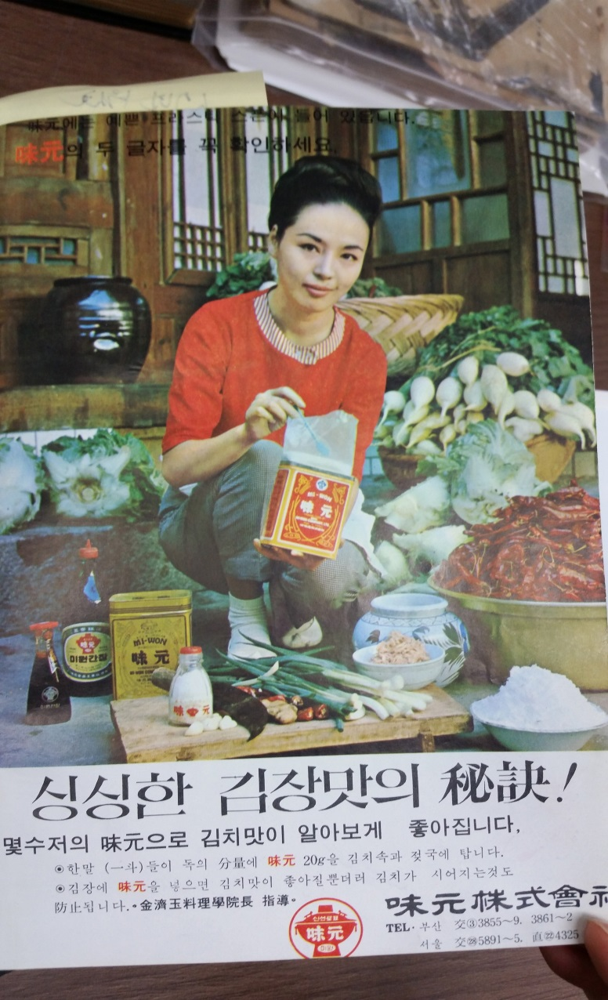 味元에는 예쁜 프라스틱 스푼이 들어 있읍니다.
味元의 두 글자를 꼭 확인하세요.
MI-WON
味元
味元
미원간장
MI-WON
味元
味元
싱싱한 김장맛의 秘訣!
몇수저의 味元으로 김치맛이 알아보게 좋아집니다,
◉한말 (一斗)들이 독의 分量에 味元 20g을 김치속과 젖국에 탑니다.
◉김장에 味元을 넣으면 김치맛이 좋아질뿐더러 김치가 시어지는것도
防止됩니다.•金濟玉料理學院長 指導•
신선로표
味元
미원
味元株式會社
TEL· 부산 交③3855~9. 3861~2
서울 交㉘5891~5. 直㉒4325